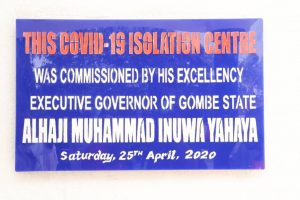 THIS COVID-19 ISOLATION CENTRE
WAS COMMISSIONED BY HIS EXCELLENCY
EXECUTIVE GOVERNOR OF GOMBE STATE
ALHAJI MUHAMMAD INUWA YAHAYA
Saturday, 25TH April, 2020